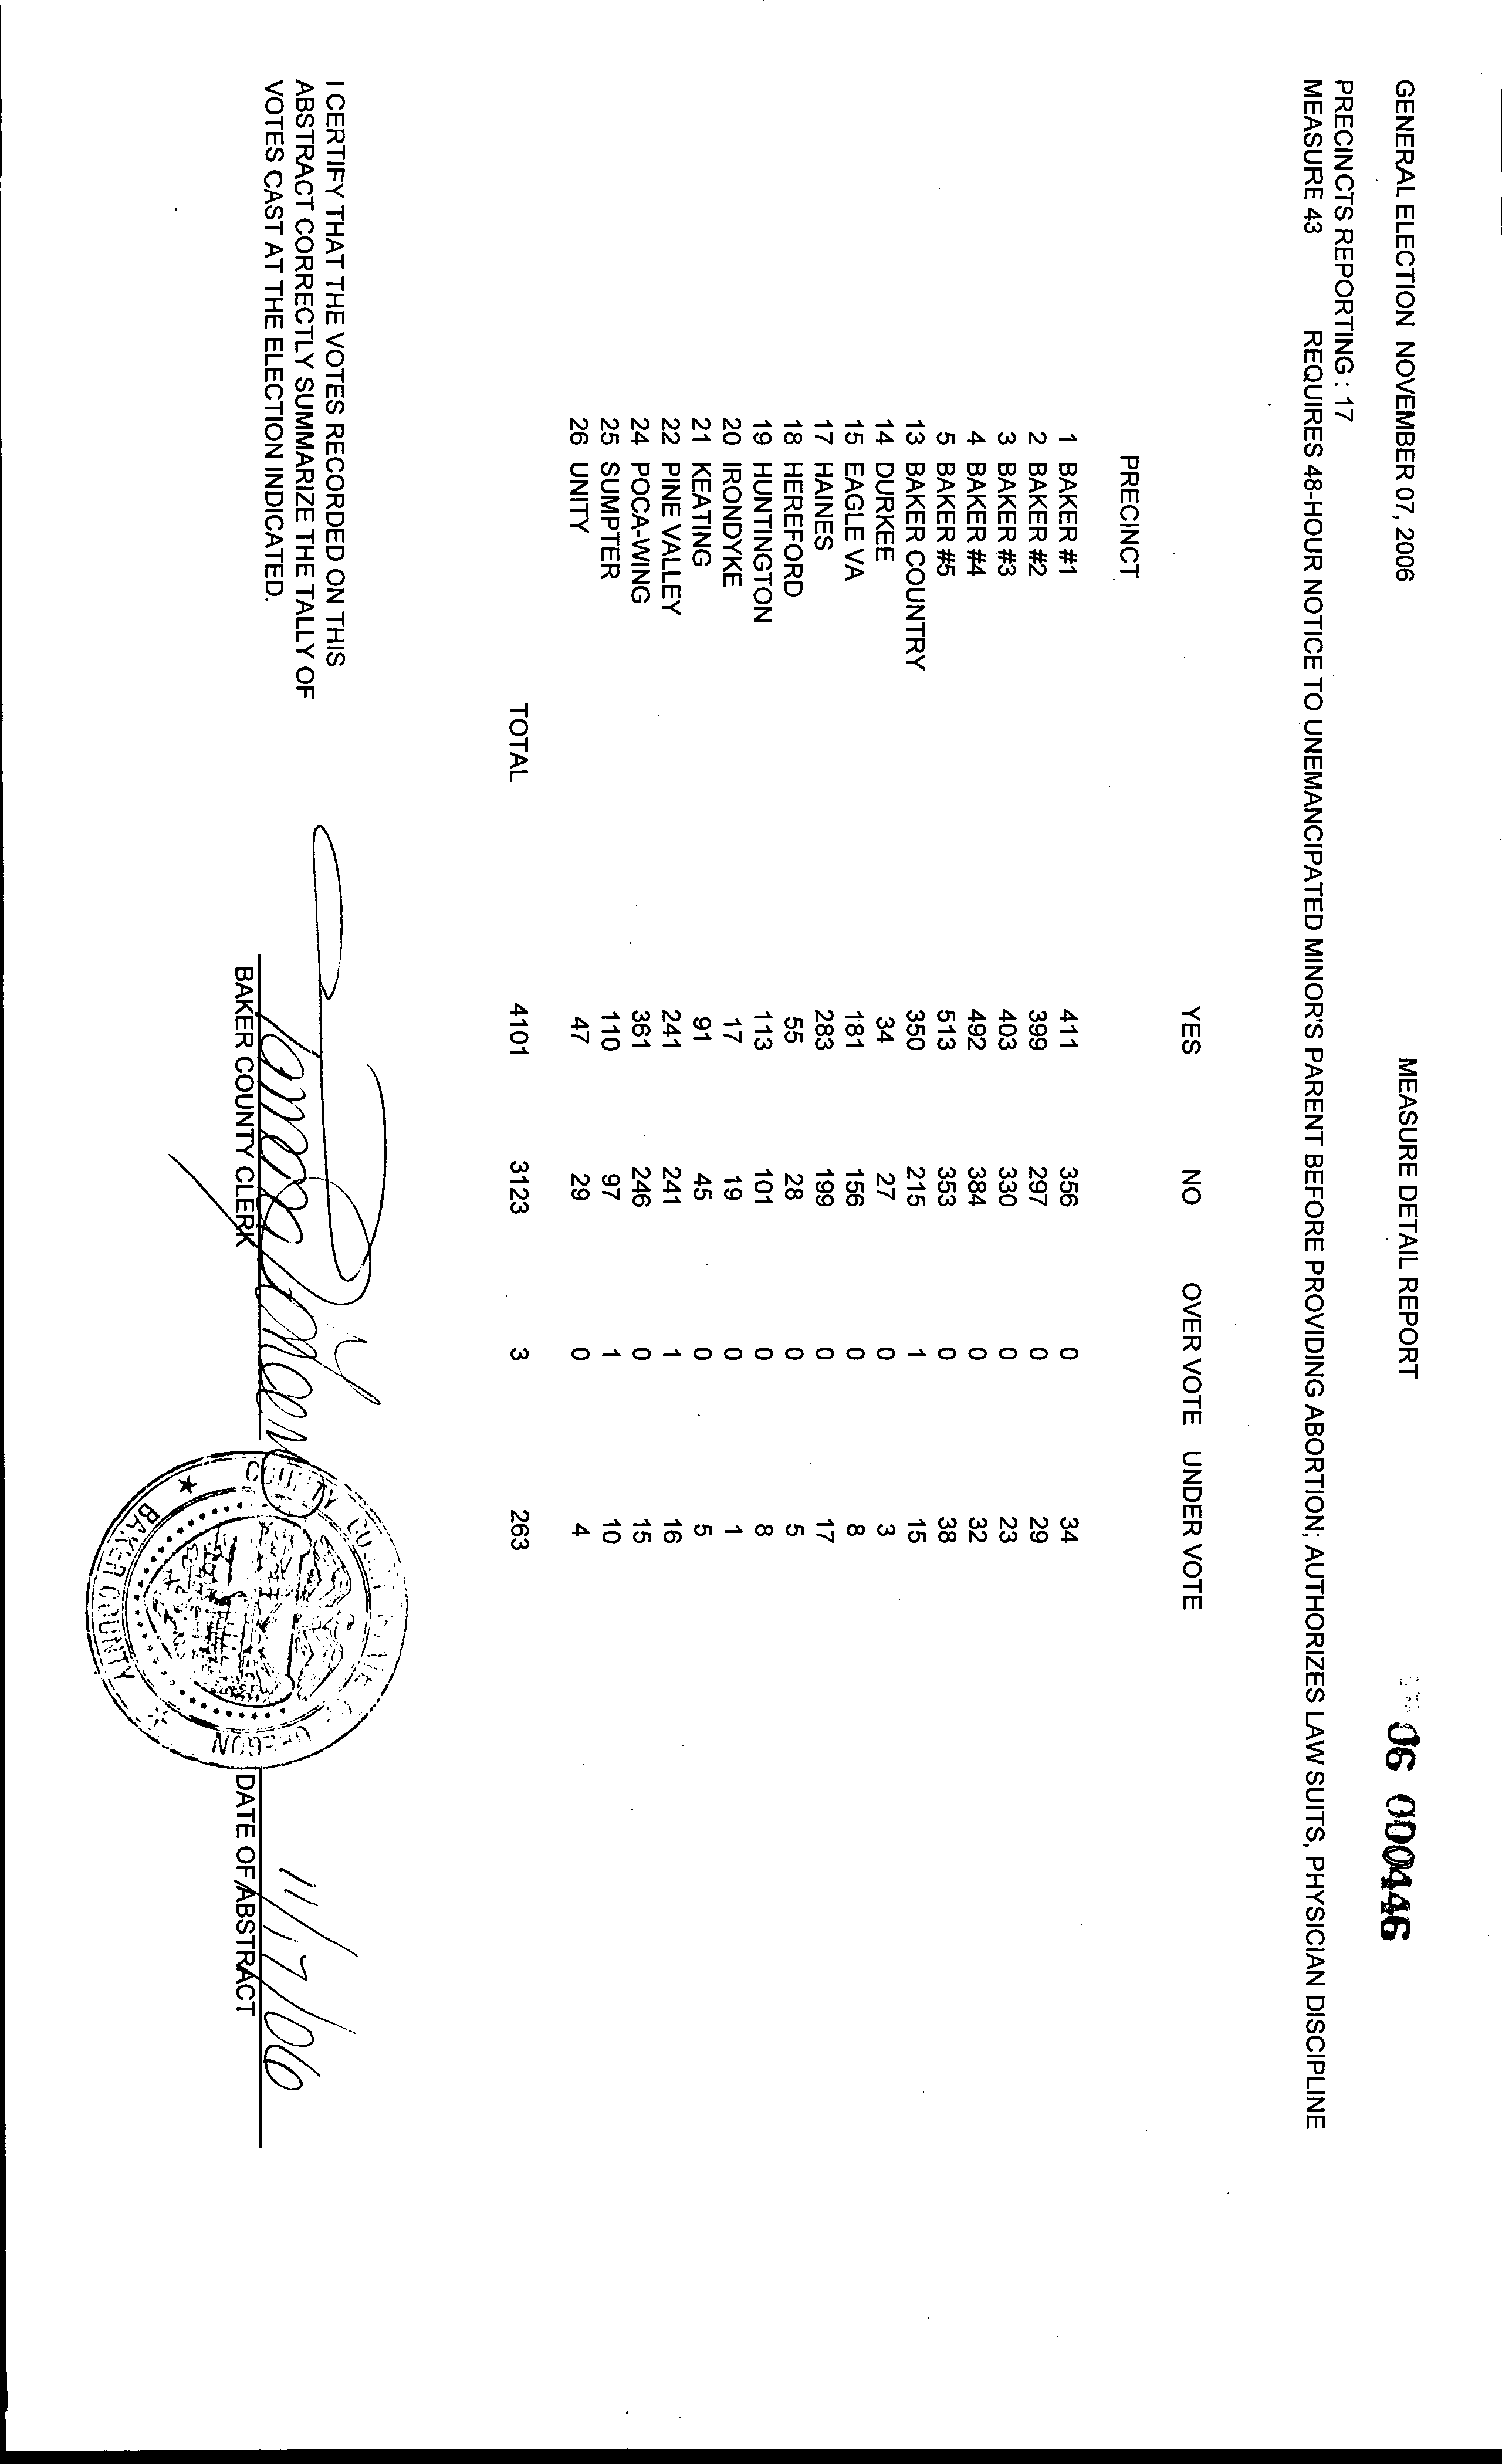 GENERAL ELECTION NOVEMBER 07, 2006 MEASURE DETAIL REPORT 06 000446
PRECINCTS REPORTING : 17
MEASURE 43 REQUIRES 48-HOUR NOTICE TO UNEMANCIPATED MINOR'S PARENT BEFORE PROVIDING ABORTION; AUTHORIZES LAW SUITS, PHYSICIAN DISCIPLINE
YES NO OVER VOTE UNDER VOTE
PRECINCT
1 BAKER #1 411 356 0 34
2 BAKER #2 399 297 0 29
3 BAKER #3 403 330 0 23
4 BAKER #4 492 384 0 32
5 BAKER #5 513 353 0 38
13 BAKER COUNTRY 350 215 1 15
14 DURKEE 34 27 0 3
15 EAGLE VA 181 156 0 8
17 HAINES 283 199 0 17
18 HEREFORD 55 28 0 5
19 HUNTINGTON 113 101 0 8
20 IRONDYKE 17 19 0 1
21 KEATING 91 45 0 5
22 PINE VALLEY 241 241 1 16
24 POCA-WING 361 246 0 15
25 SUMPTER 110 97 1 10
26 UNITY 47 29 0 4
TOTAL 4101 3123 3 263
I CERTIFY THAT THE VOTES RECORDED ON THIS
ABSTRACT CORRECTLY SUMMARIZE THE TALLY OF
VOTES CAST AT THE ELECTION INDICATED.
11/17/06
BAKER COUNTY CLERK DATE OF ABSTRACT
COUNTY
OREGON
BAKER COUNTY